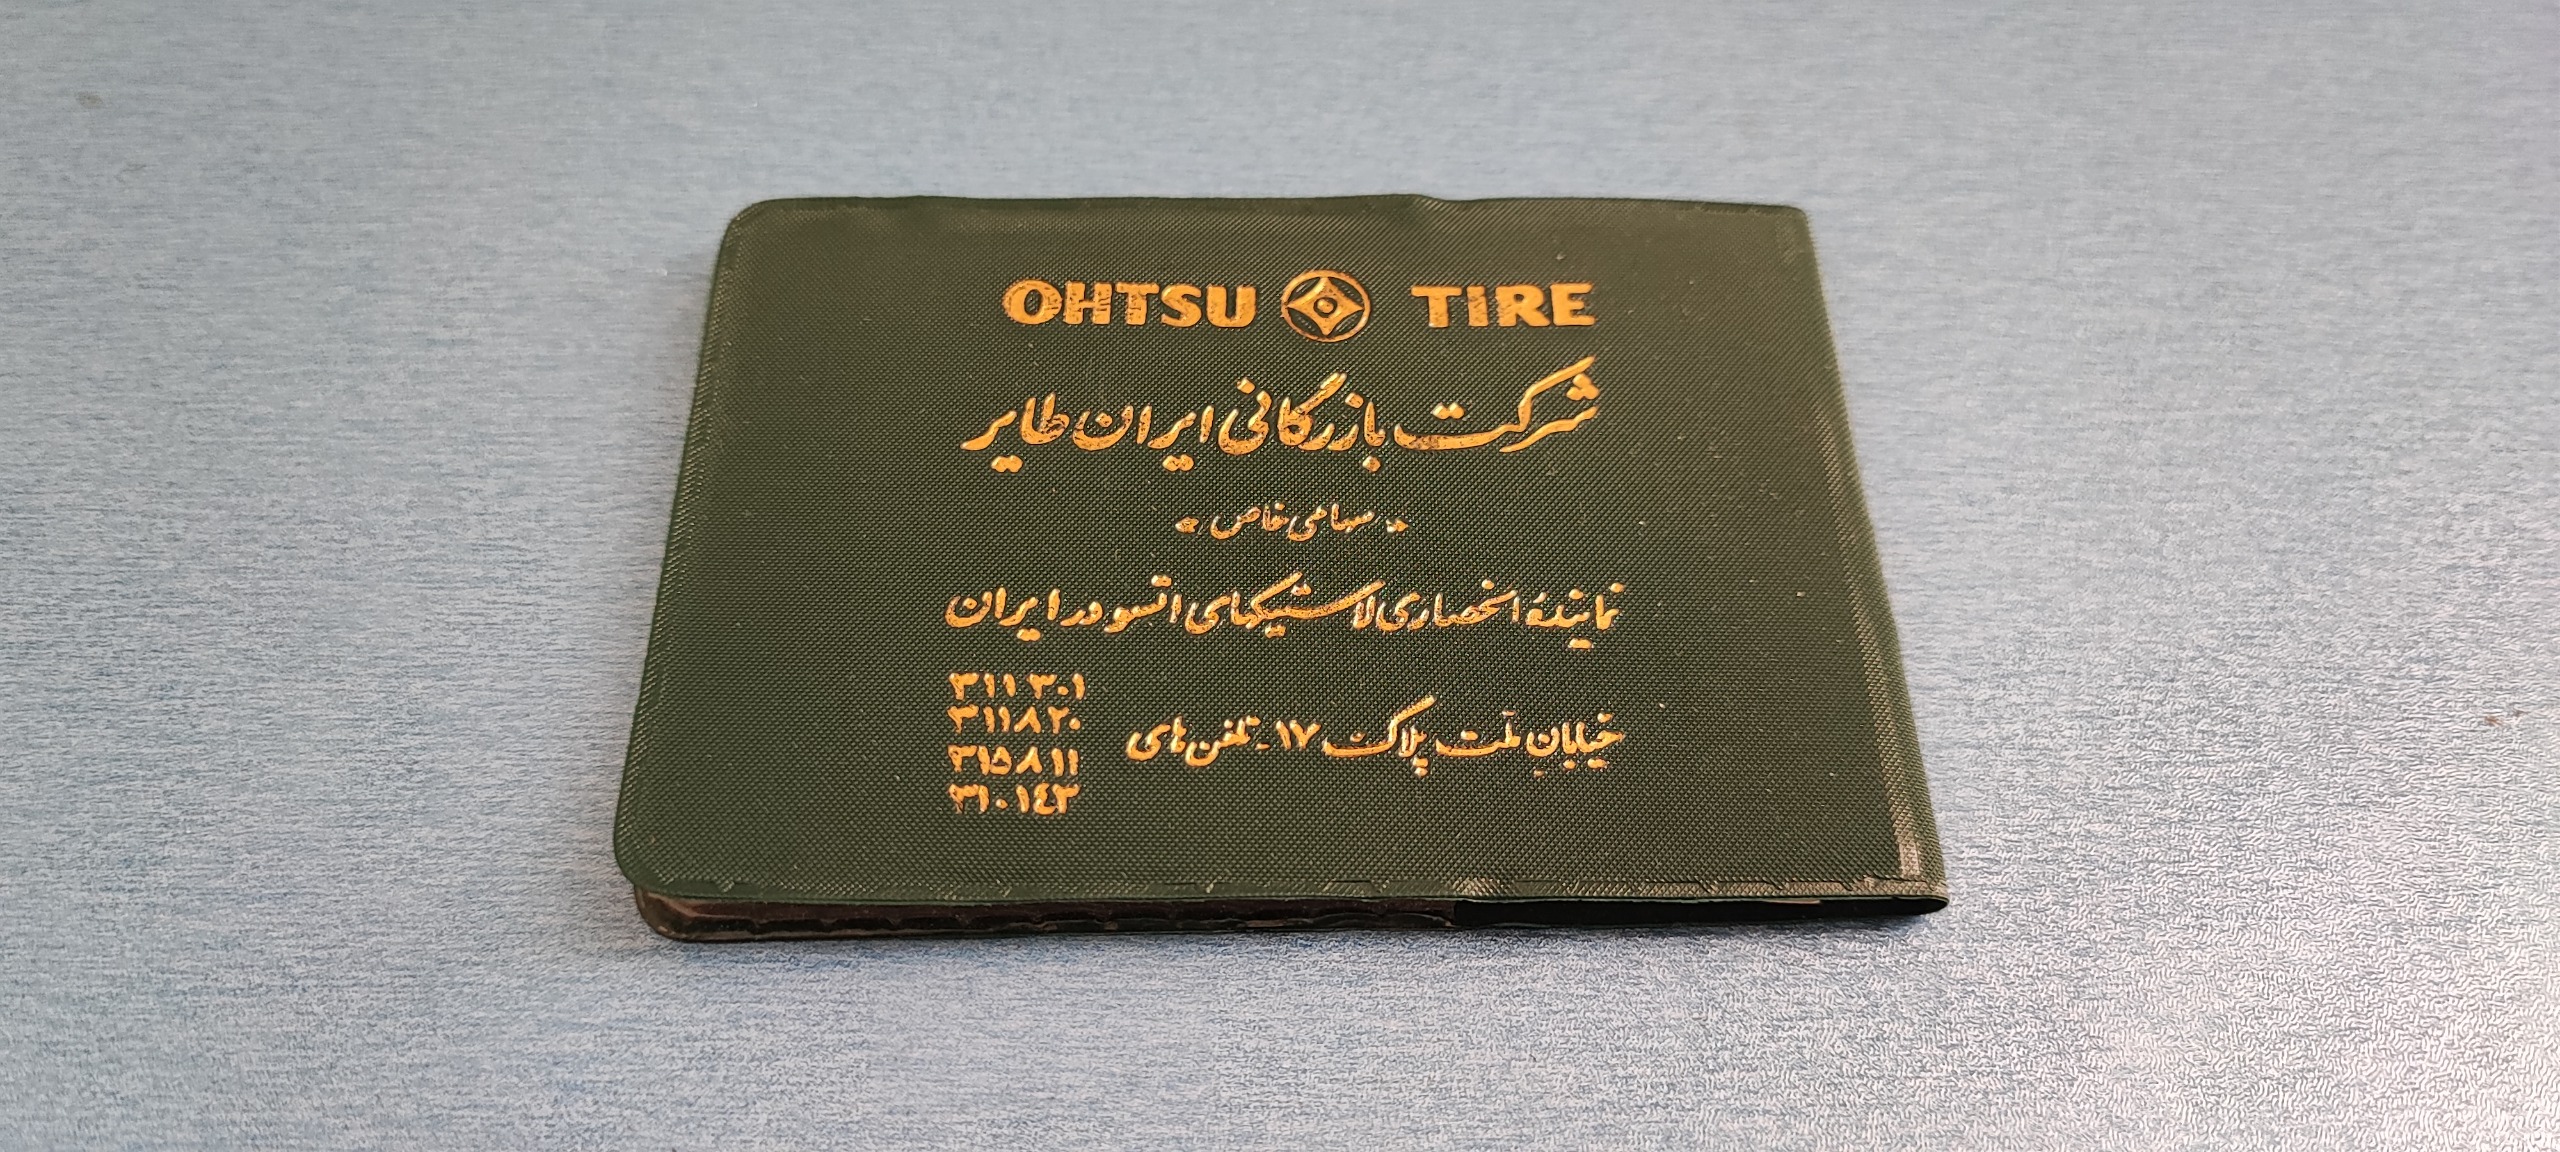 OHTSU TIRE
شرکت بازرگانی ایران طایر
« سهامی خاص »
نمایندهٔ انحصاری لاستیکهای اتسو در ایران
خیابان ملت پلاک ۱۷ - تلفن های
۳۱۱۳۰۱
۳۱۱۸۲۰
۳۱۵۸۱۱
۳۱۰۱٤۳